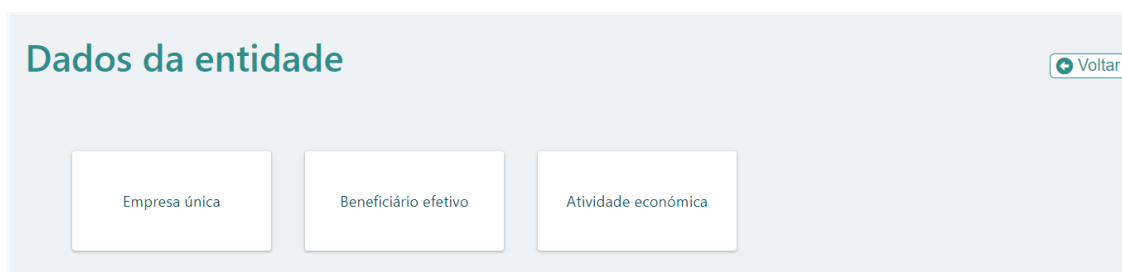 Dados da entidade
Voltar
Empresa única
Beneficiário efetivo
Atividade económica